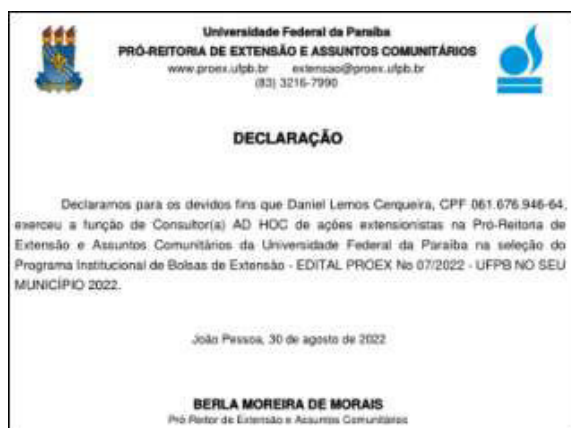 Universidade Federal da Paraíba
PRÓ-REITORIA DE EXTENSÃO E ASSUNTOS COMUNITÁRIOS
www.proex.ufpb.br extensao@proex.ufpb.br
(83) 3216-7990
DECLARAÇÃO
Declaramos para os devidos fins que Daniel Lemos Cerqueira, CPF 061.676.946-64,
exerceu a função de Consultor(a) AD HOC de ações extensionistas na Pró-Reitoria de
Extensão e Assuntos Comunitários da Universidade Federal da Paraíba na seleção do
Programa Institucional de Bolsas de Extensão - EDITAL PROEX No 07/2022 - UFPB NO SEU
MUNICÍPIO 2022.
João Pessoa, 30 de agosto de 2022
BERLA MOREIRA DE MORAIS
Pró Reitor de Extensão e Assuntos Comunitários